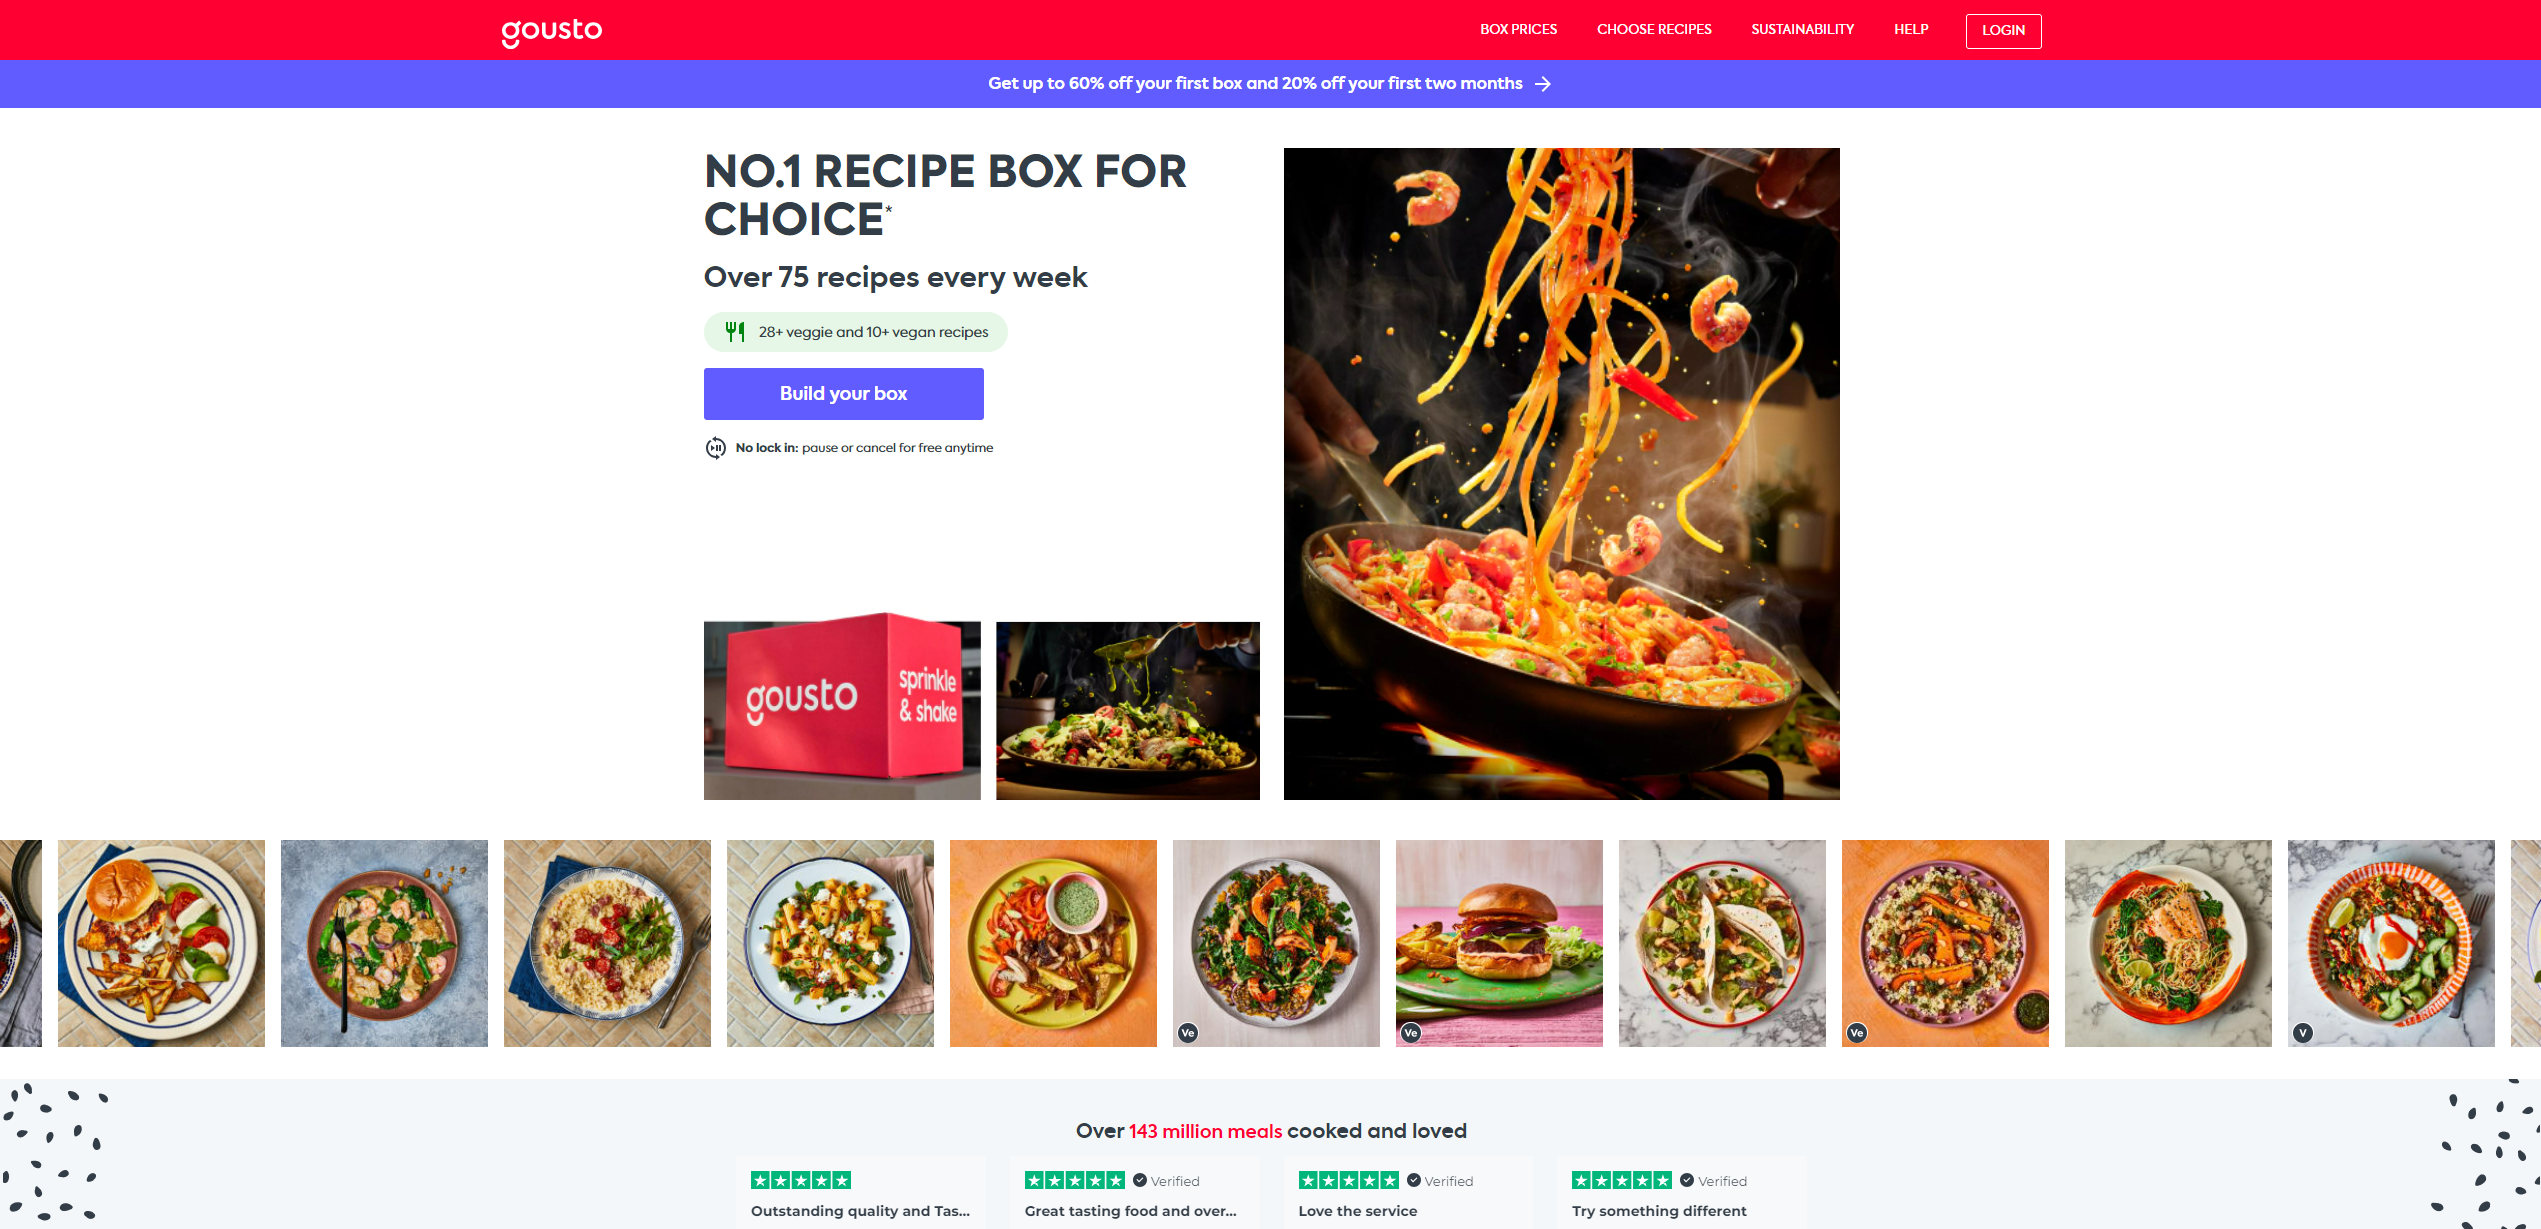 gousto
BOX PRICES
CHOOSE RECIPES
SUSTAINABILITY
HELP
LOGIN
Get up to 60% off your first box and 20% off your first two months
NO.1 RECIPE BOX FOR
CHOICE*
Over 75 recipes every week
28+ veggie and 10+ vegan recipes
Build your box
No lock in: pause or cancel for free anytime
gousto
sprinkle
& shake
Ve
Ve
Ve
V
Over 143 million meals cooked and loved
Verified
Verified
Verified
Outstanding quality and Tas...
Great tasting food and over...
Love the service
Try something different